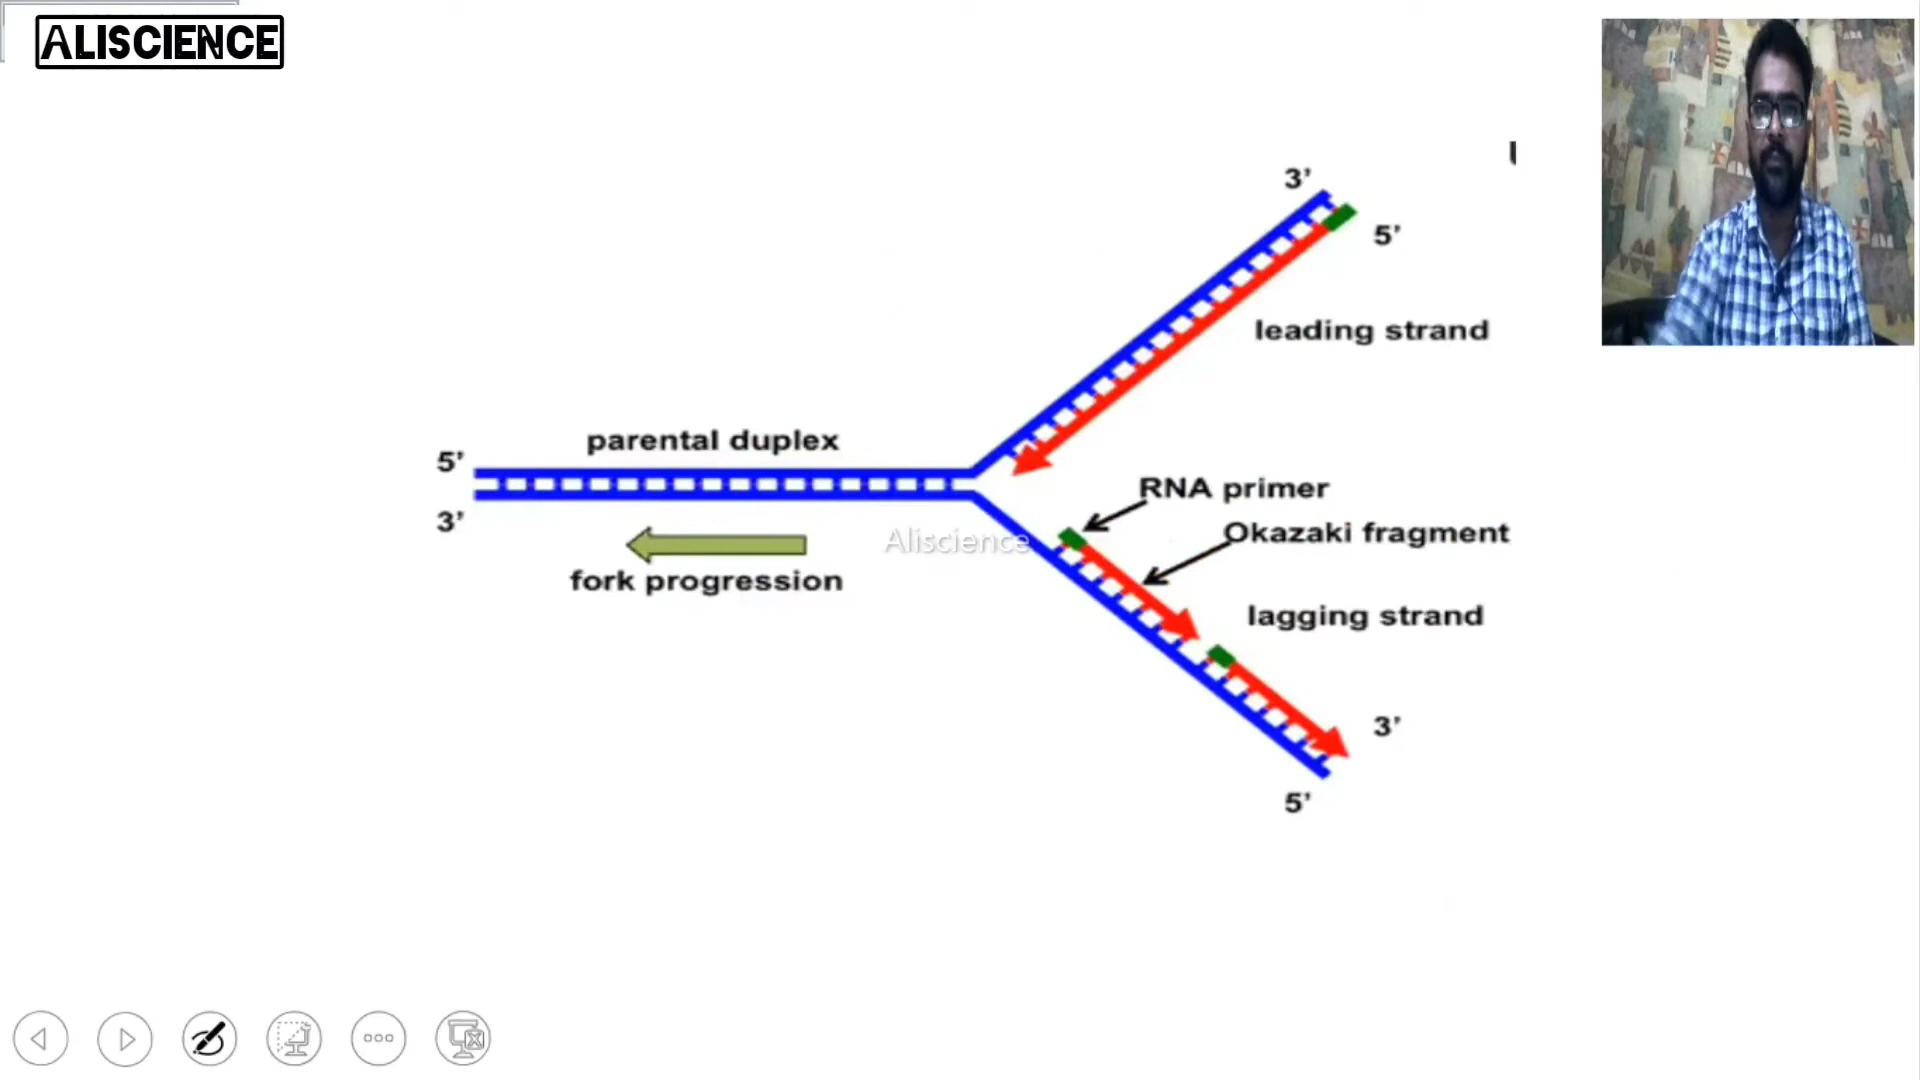 ALISCIENCE
3’
5’
leading strand
parental duplex
5’
3’
RNA primer
Okazaki fragment
Aliscience
fork progression
lagging strand
3’
5’